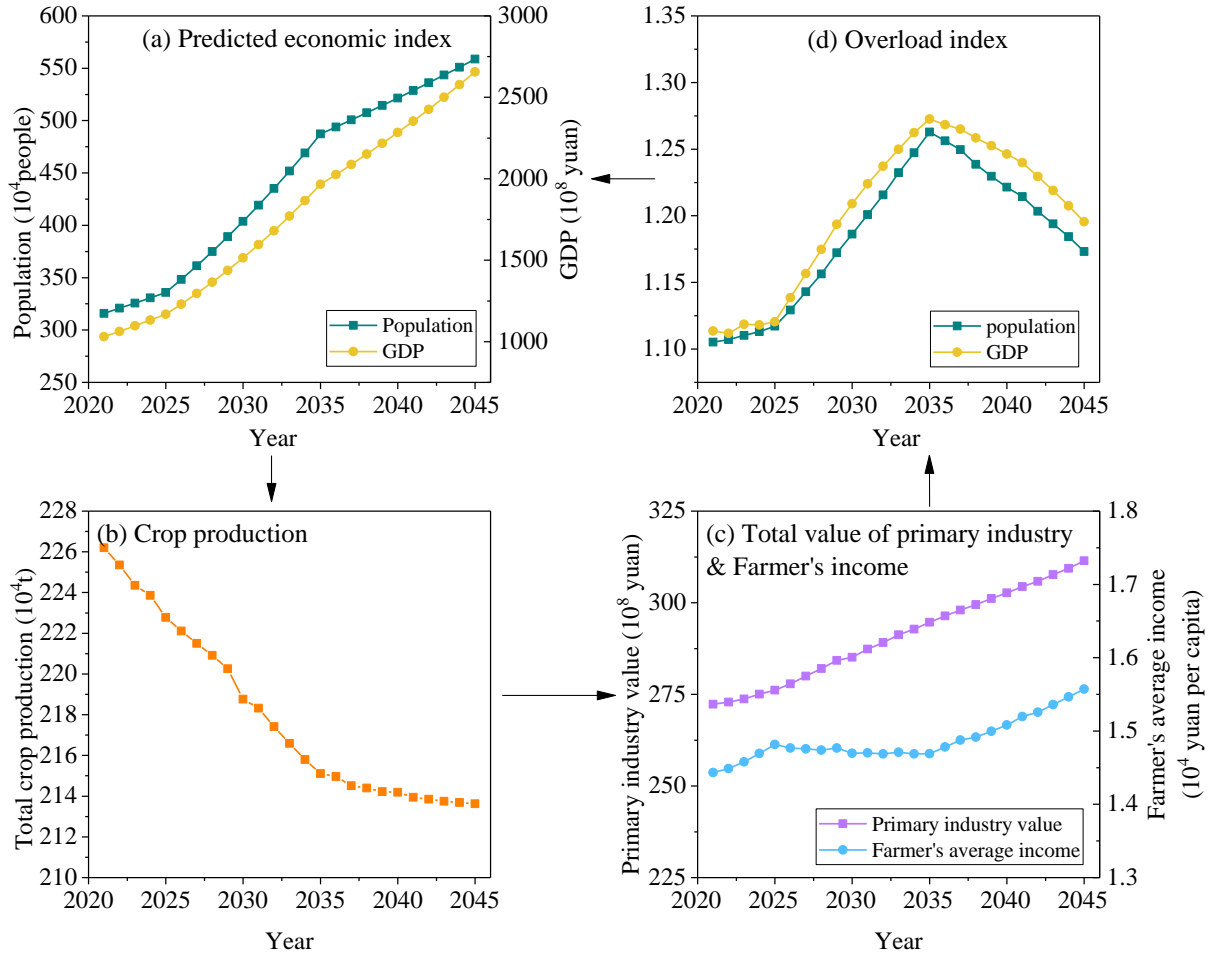 (a) Predicted economic index
600
550
500
450
400
350
300
250
Population (10⁴people)
3000
2500
2000
1500
1000
GDP (10⁸ yuan)
Population
GDP
2020 2025 2030 2035 2040 2045
Year
(d) Overload index
1.35
1.30
1.25
1.20
1.15
1.10
population
GDP
2020 2025 2030 2035 2040 2045
Year
(b) Crop production
228
226
224
222
220
218
216
214
213
210
Total crop production (10⁴t)
2020 2025 2030 2035 2040 2045
Year
(c) Total value of primary industry
& Farmer's income
325
300
275
250
225
Primary industry value (10⁸ yuan)
1.8
1.7
1.6
1.5
1.4
1.3
Farmer's average income
(10⁴ yuan per capita)
Primary industry value
Farmer's average income
2020 2025 2030 2035 2040 2045
Year